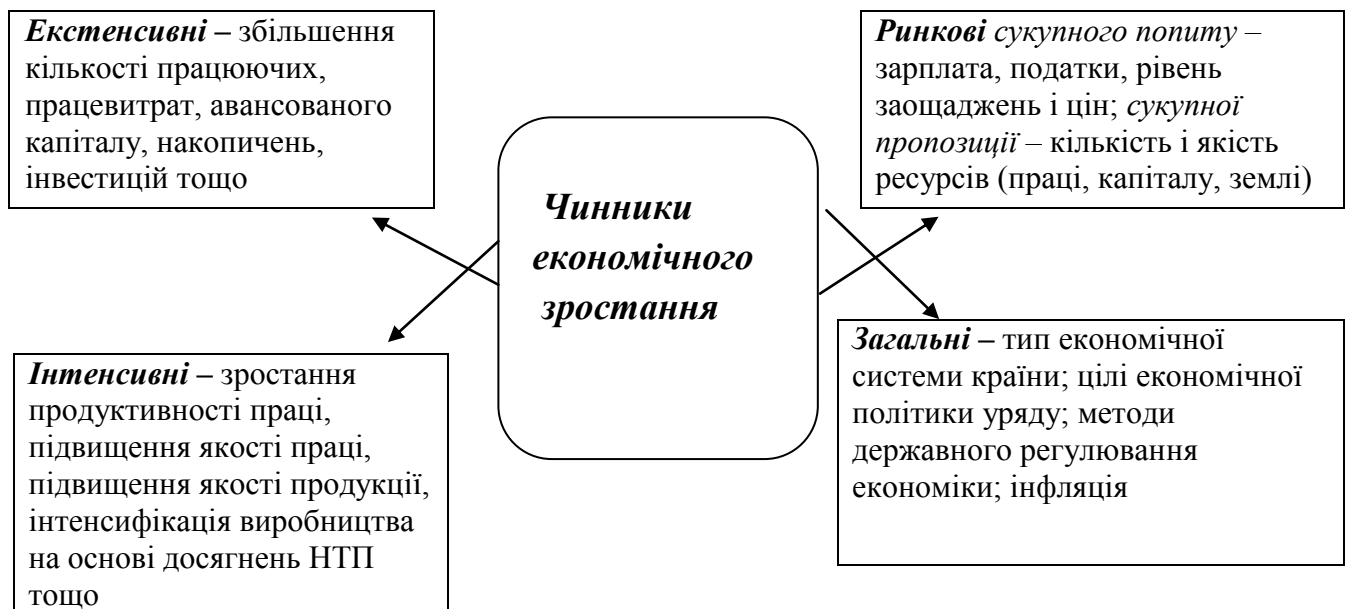 Екстенсивні – збільшення
кількості працюючих,
працевитрат, авансованого
капіталу, накопичень,
інвестицій тощо
Ринкові сукупного попиту –
зарплата, податки, рівень
заощаджень і цін; сукупної
пропозиції – кількість і якість
ресурсів (праці, капіталу, землі)
Чинники
економічного
зростання
Інтенсивні – зростання
продуктивності праці,
підвищення якості праці,
підвищення якості продукції,
інтенсифікація виробництва
на основі досягнень НТП
тощо
Загальні – тип економічної
системи країни; цілі економічної
політики уряду; методи
державного регулювання
економіки; інфляція